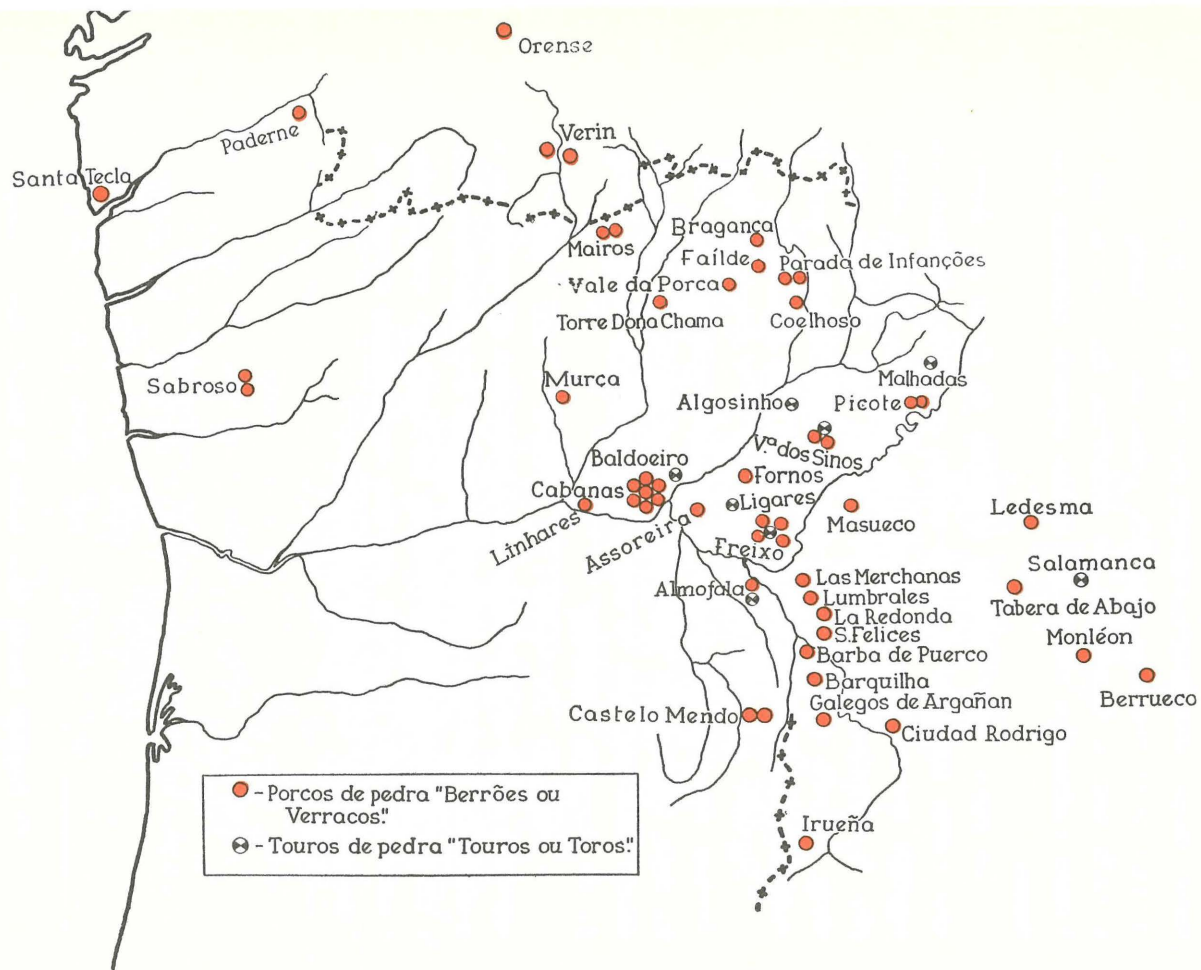 Orense
Verin
Paderne
Santa Tecla
Mairos
Bragança
Faílde
Parada de Infanções
Vale da Porca
Torre Dona Chama
Coelhoso
Malhadas
Sabroso
Murça
Algosinho
Picote
V.ª dos Sinos
Baldoeiro
Fornos
Cabanas
Ligares
Linhares
Assoreira
Freixo
Masueco
Ledesma
Salamanca
Almofala
Las Merchanas
Lumbrales
Tabera de Abajo
La Redonda
S. Felices
Monléon
Barba de Puerco
Barquilha
Berrueco
Galegos de Argañan
Castelo Mendo
Ciudad Rodrigo
Irueña
- Porcos de pedra "Berrões ou
Verracos".
- Touros de pedra "Touros ou Toros".